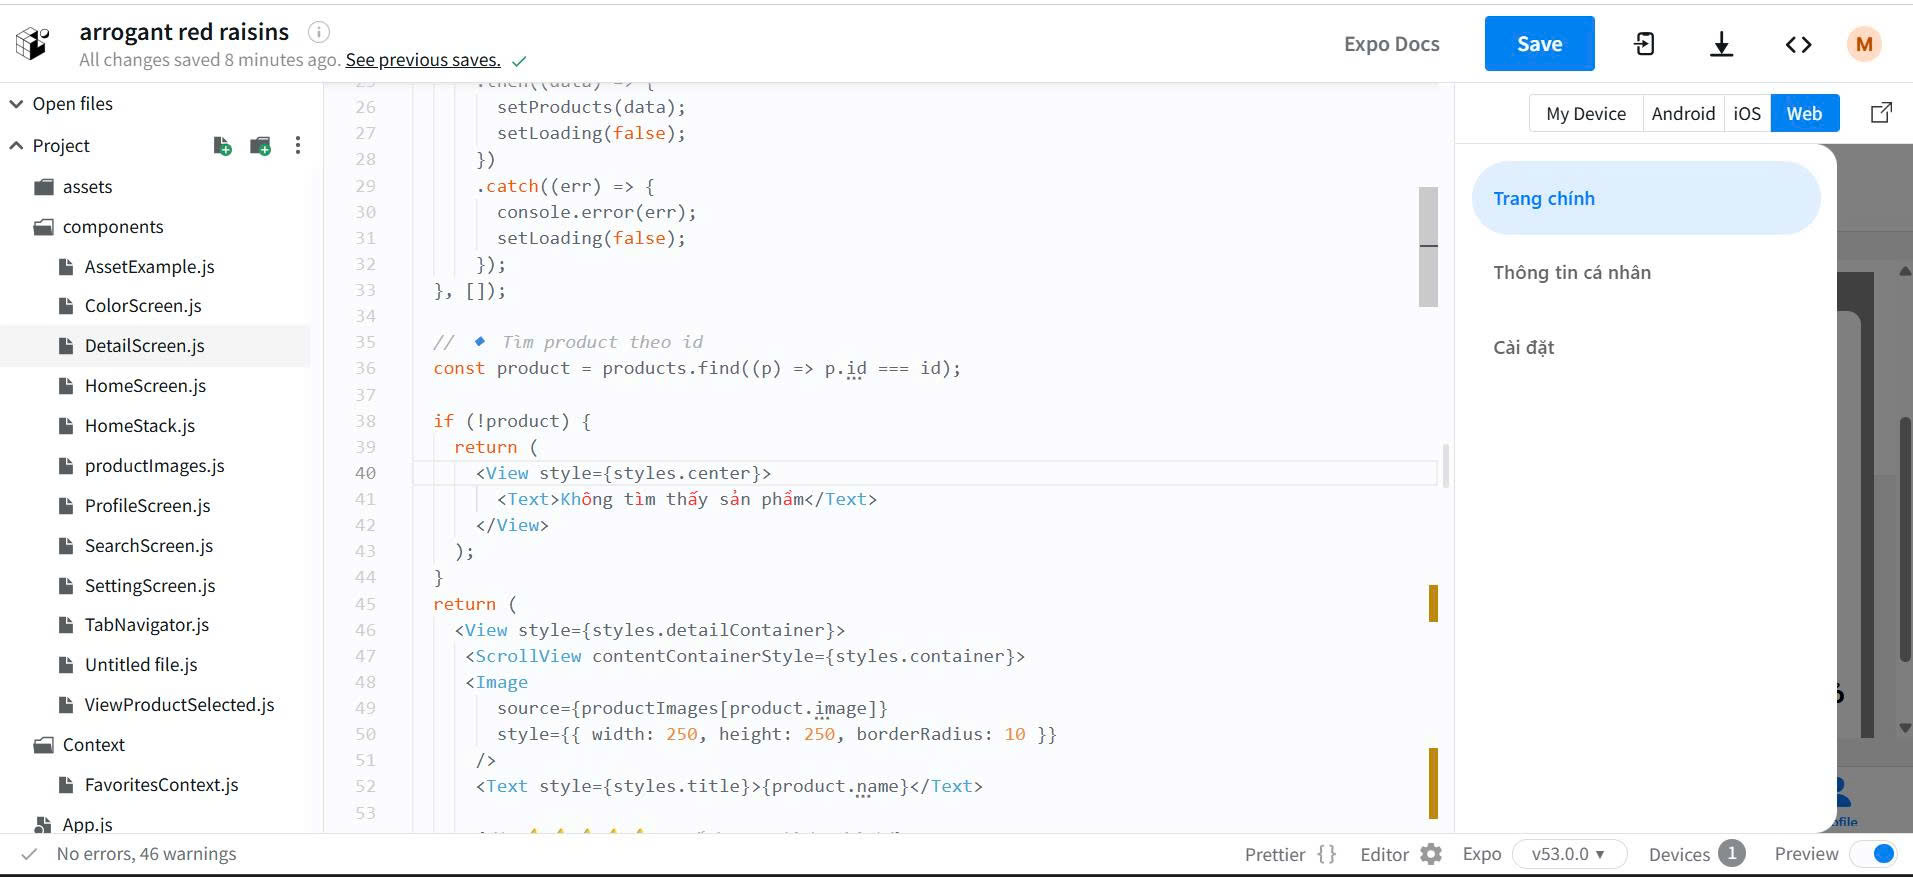 arrogant red raisins
All changes saved 8 minutes ago. See previous saves.
Expo Docs
Save
M
Open files
Project
assets
components
AssetExample.js
ColorScreen.js
DetailScreen.js
HomeScreen.js
HomeStack.js
productImages.js
ProfileScreen.js
SearchScreen.js
SettingScreen.js
TabNavigator.js
Untitled file.js
ViewProductSelected.js
Context
FavoritesContext.js
App.js
25 .then((data) => {
26 setProducts(data);
27 setLoading(false);
28 })
29 .catch((err) => {
30 console.error(err);
31 setLoading(false);
32 });
33 }, []);
34
35 // 🔹 Tìm product theo id
36 const product = products.find((p) => p.id === id);
37
38 if (!product) {
39 return (
40 <View style={styles.center}>
41 <Text>Không tìm thấy sản phẩm</Text>
42 </View>
43 );
44 }
45 return (
46 <View style={styles.detailContainer}>
47 <ScrollView contentContainerStyle={styles.container}>
48 <Image
49 source={productImages[product.image]}
50 style={{ width: 250, height: 250, borderRadius: 10 }}
51 />
52 <Text style={styles.title}>{product.name}</Text>
53
My Device
Android
iOS
Web
Trang chính
Thông tin cá nhân
Cài đặt
No errors, 46 warnings
Prettier { }
Editor
Expo
v53.0.0 ▾
Devices 1
Preview